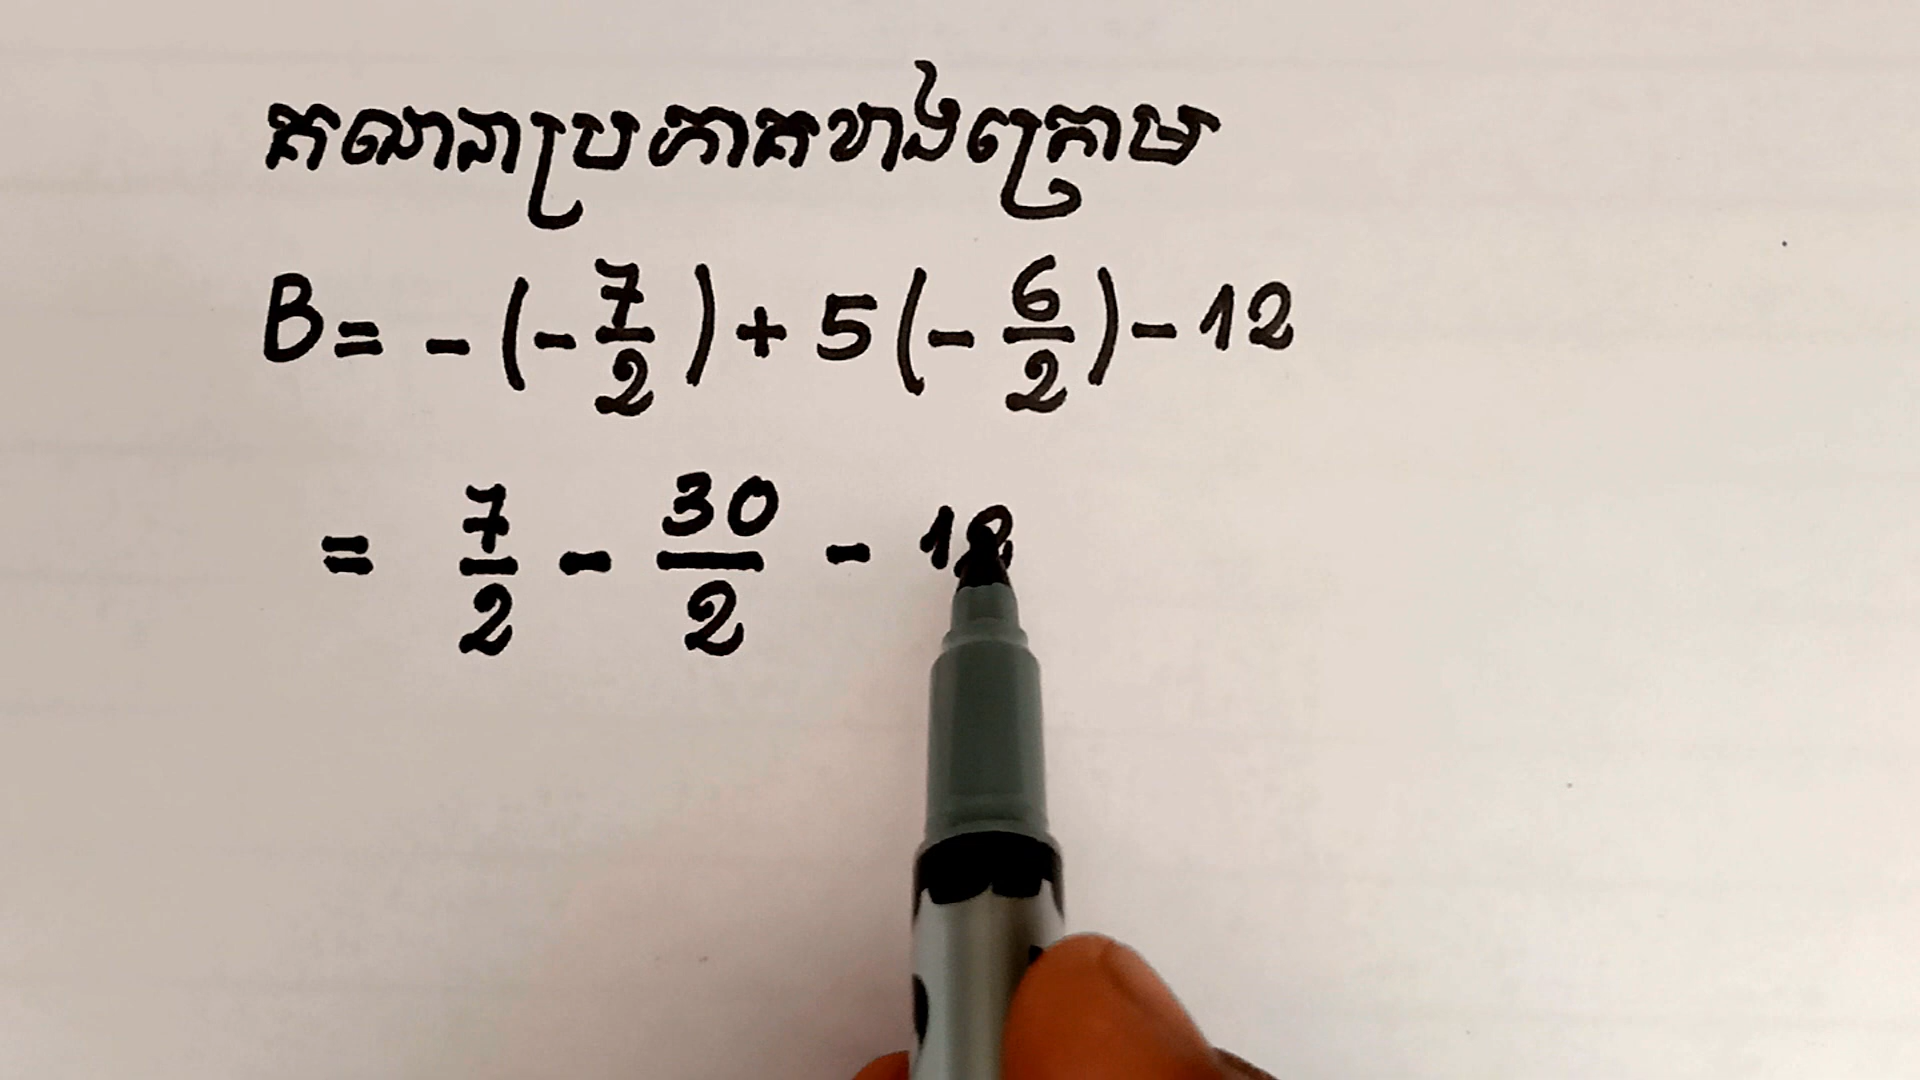 គណនាប្រភាគខាងក្រោម
B = - (- 7/2) + 5 (- 6/2) - 12
= 7/2 - 30/2 - 12